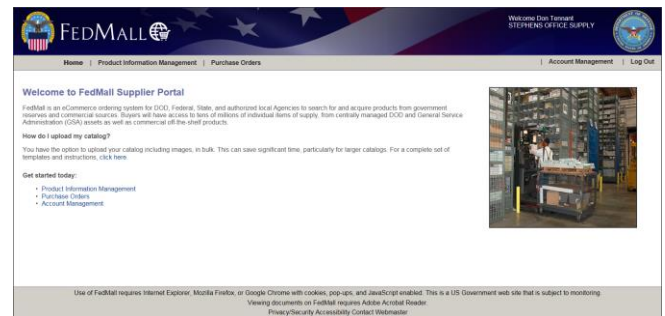 FEDMALL
Welcome Don Tennant
STEPHENS OFFICE SUPPLY
Home | Product Information Management | Purchase Orders
| Account Management | Log Out
Welcome to FedMall Supplier Portal
FedMall is an eCommerce ordering system for DOD, Federal, State, and authorized local Agencies to search for and acquire products from government
reserves and commercial sources. Buyers will have access to tens of millions of individual items of supply, from centrally managed DOD and General Service
Administration (GSA) assets as well as commercial off-the-shelf products.
How do I upload my catalog?
You have the option to upload your catalog including images, in bulk. This can save significant time, particularly for larger catalogs. For a complete set of
templates and instructions, click here.
Get started today:
• Product Information Management
• Purchase Orders
• Account Management
Use of FedMall requires Internet Explorer, Mozilla Firefox, or Google Chrome with cookies, pop-ups, and JavaScript enabled. This is a US Government web site that is subject to monitoring.
Viewing documents on FedMall requires Adobe Acrobat Reader.
Privacy/Security Accessibility Contact Webmaster